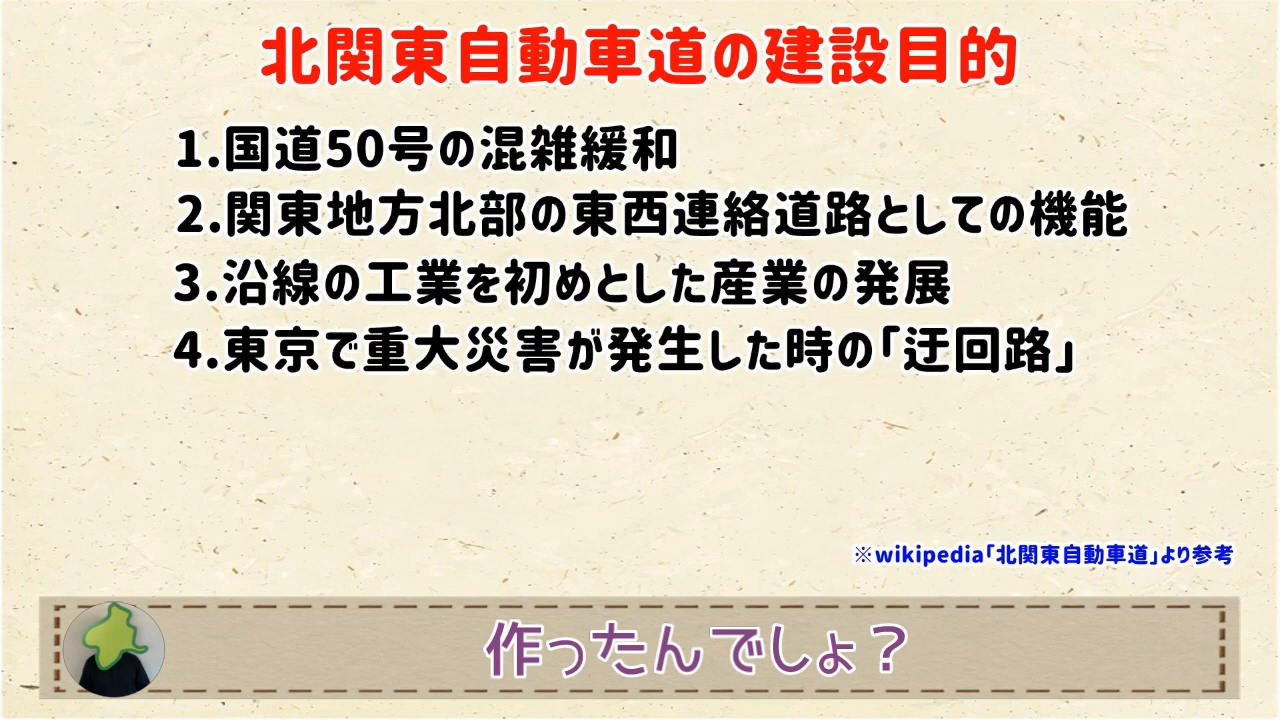 北関東自動車道の建設目的
1.国道50号の混雑緩和
2.関東地方北部の東西連絡道路としての機能
3.沿線の工業を初めとした産業の発展
4.東京で重大災害が発生した時の「迂回路」
※wikipedia「北関東自動車道」より参考
作ったんでしょ？